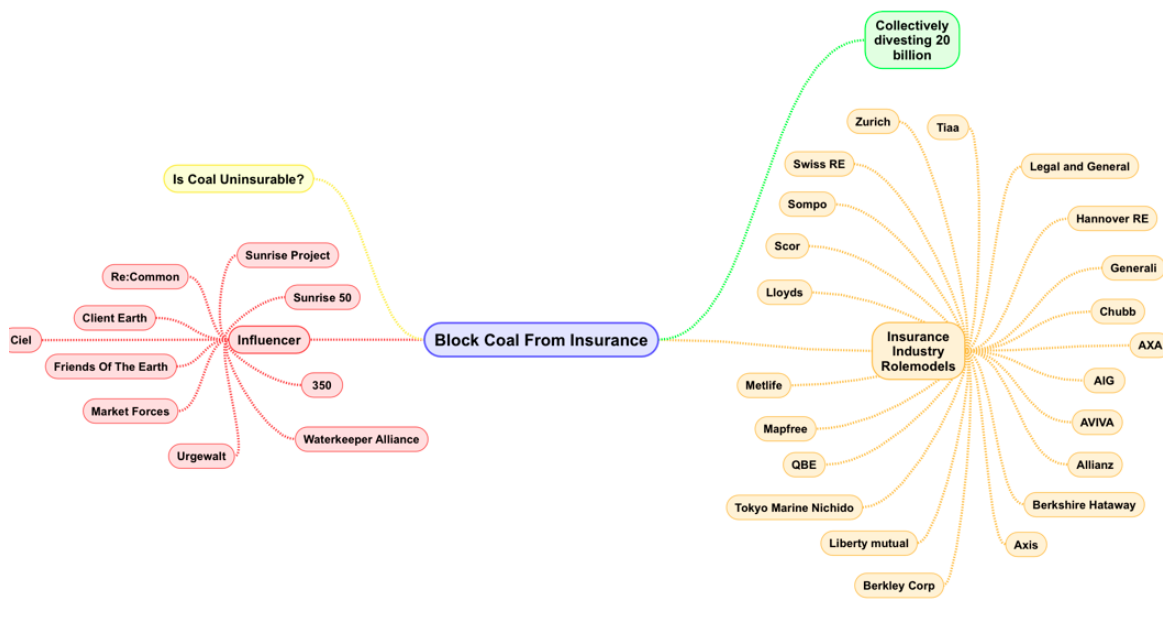 Collectively
divesting 20
billion
Zurich
Tiaa
Swiss RE
Legal and General
Is Coal Uninsurable?
Sompo
Hannover RE
Scor
Sunrise Project
Generali
Re:Common
Lloyds
Sunrise 50
Chubb
Client Earth
Ciel
Influencer
Block Coal From Insurance
Insurance
Industry
Rolemodels
AXA
Friends Of The Earth
350
Metlife
AIG
Market Forces
Mapfree
AVIVA
Waterkeeper Alliance
Urgewalt
QBE
Allianz
Tokyo Marine Nichido
Berkshire Hataway
Liberty mutual
Axis
Berkley Corp